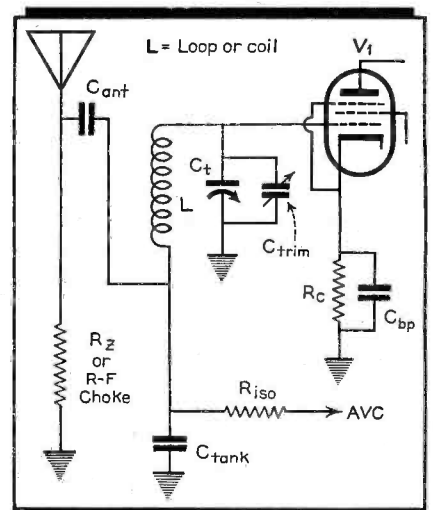 L = Loop or coil
V1
Cant
Ct
L
Ctrim
RC
Cbp
RZ
or
R-F
Choke
Riso
AVC
Ctank